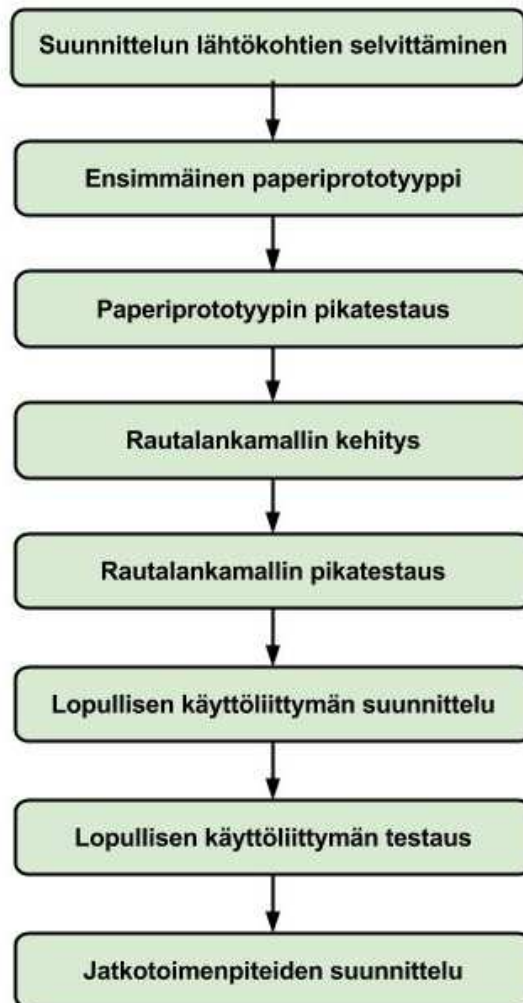 Suunnittelun lähtökohtien selvittäminen
Ensimmäinen paperiprototyyppi
Paperiprototyypin pikatestaus
Rautalankamallin kehitys
Rautalankamallin pikatestaus
Lopullisen käyttöliittymän suunnittelu
Lopullisen käyttöliittymän testaus
Jatkotoimenpiteiden suunnittelu